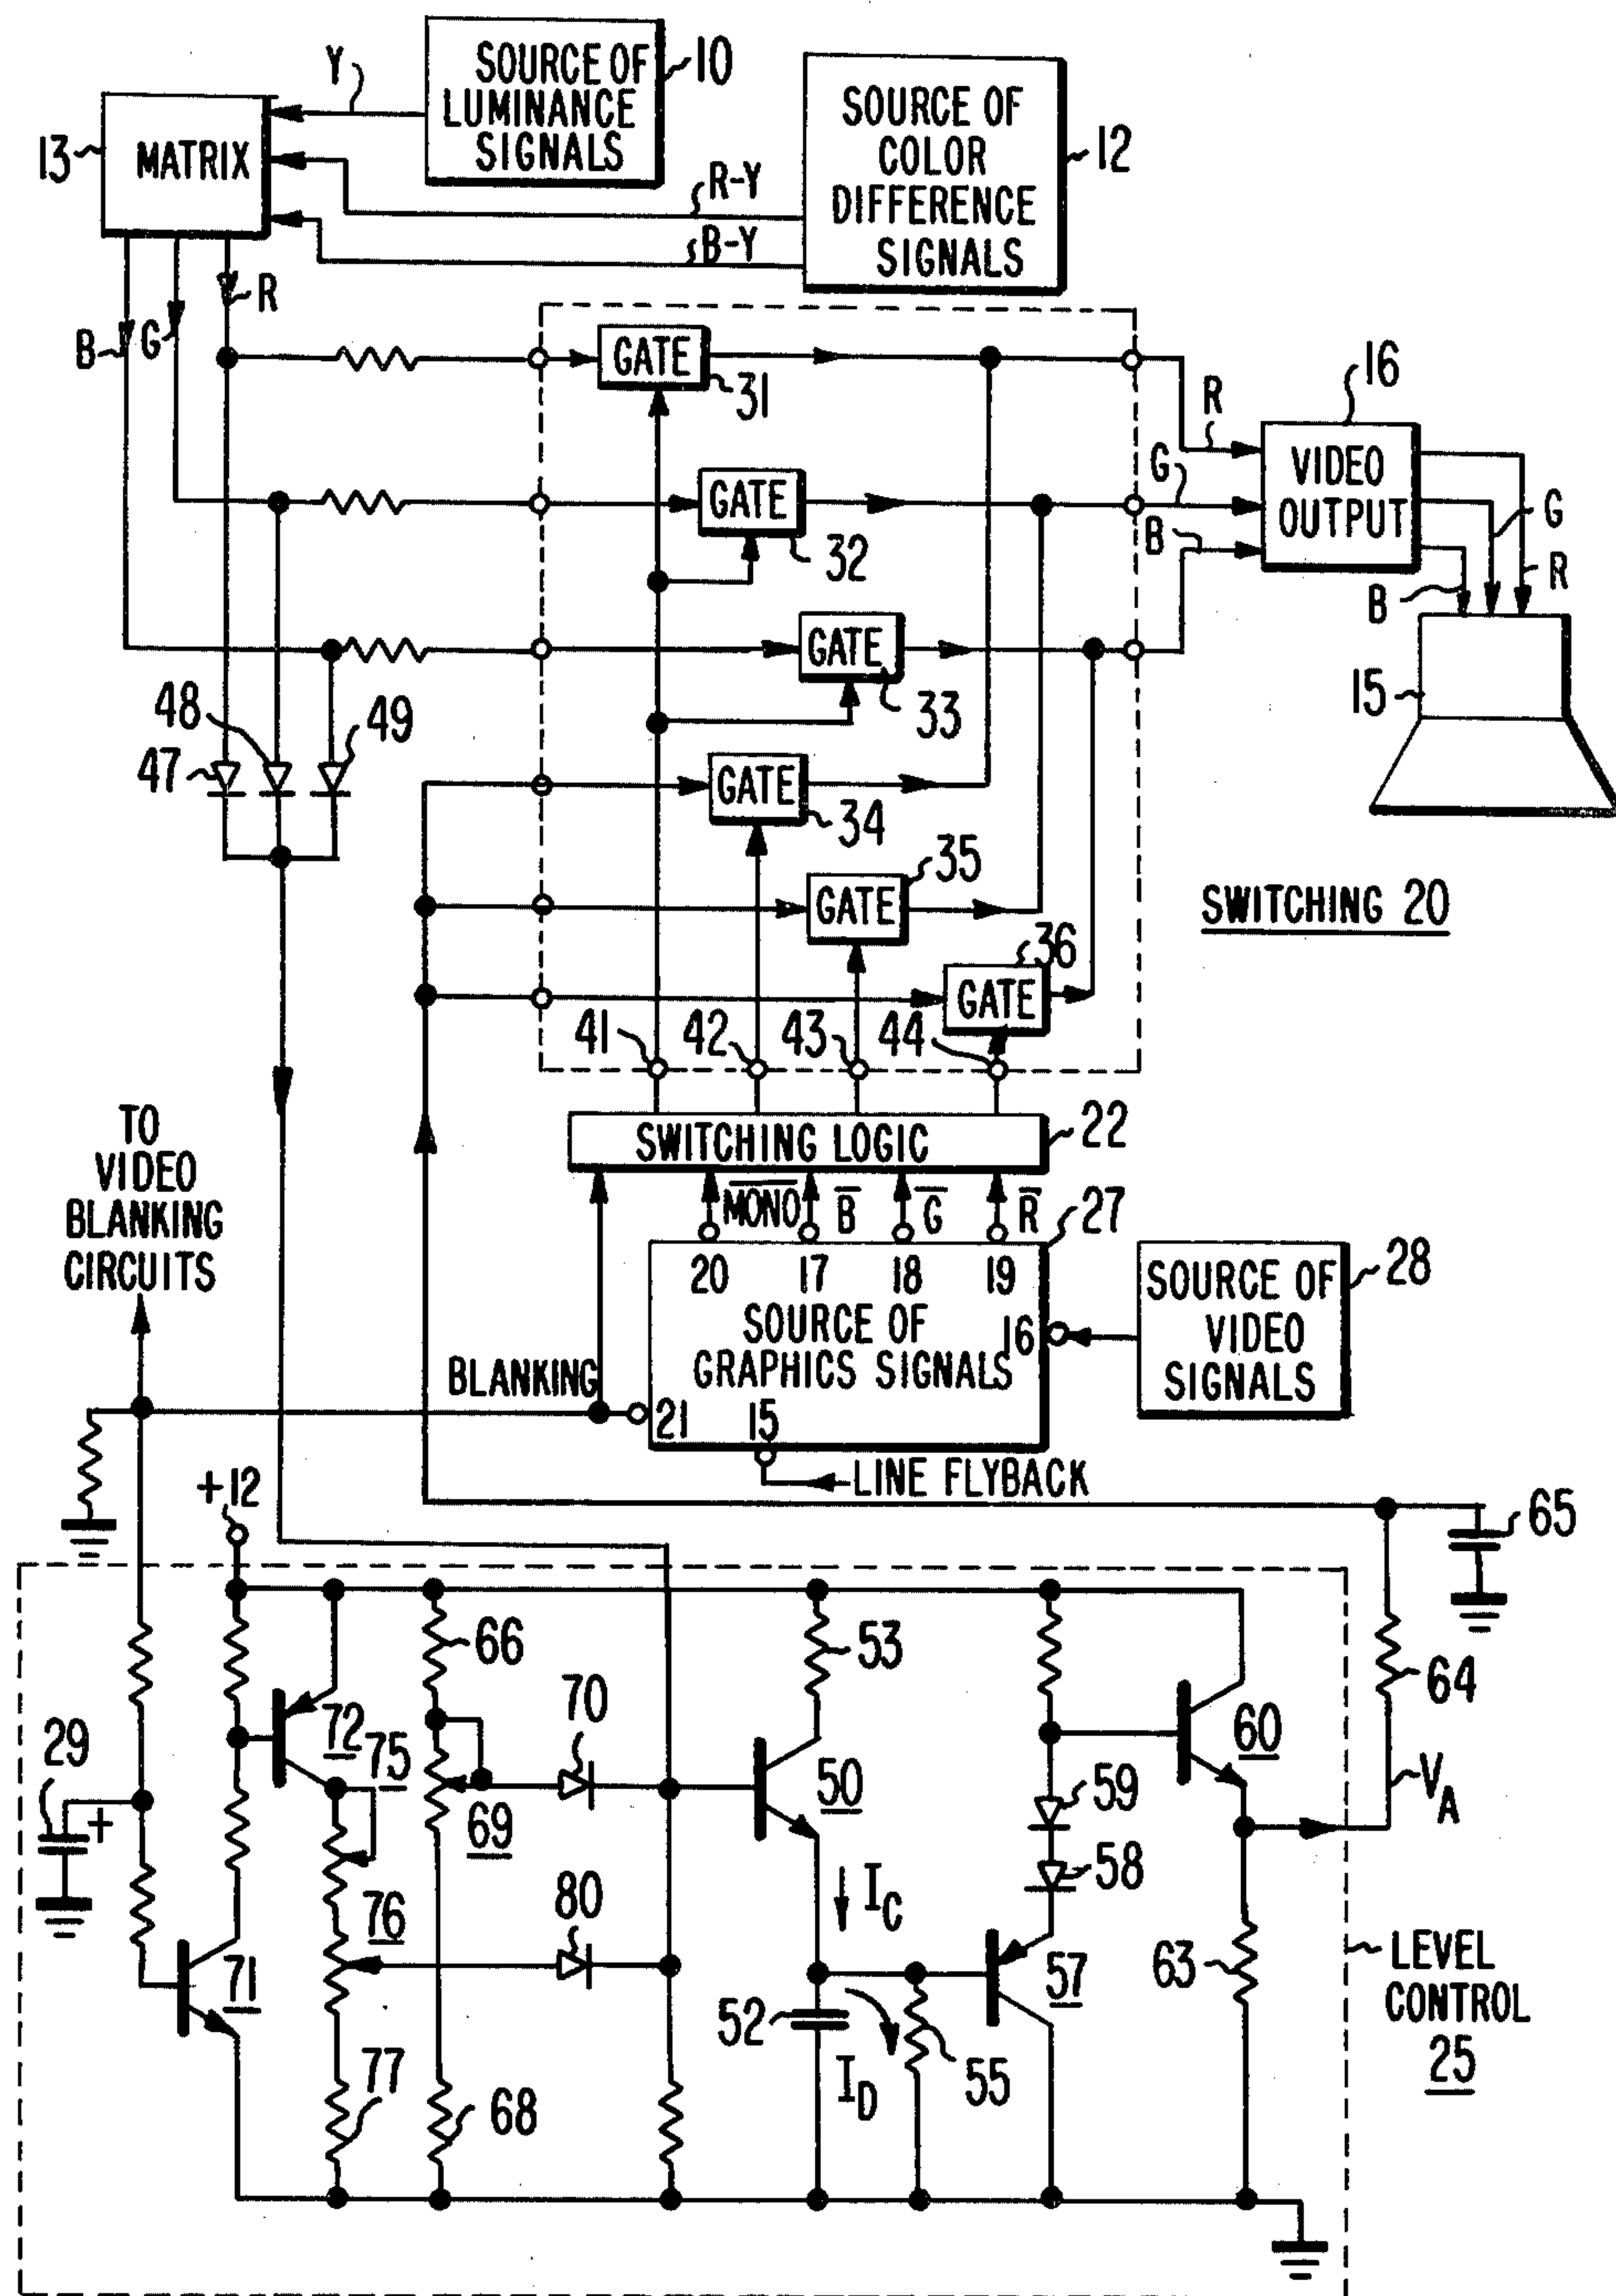 Y
SOURCE OF
LUMINANCE
SIGNALS
10
SOURCE OF
COLOR
DIFFERENCE
SIGNALS
12
13
MATRIX
R-Y
B-Y
B
G
R
GATE
31
GATE
32
GATE
33
GATE
34
GATE
35
GATE
36
R
G
B
16
VIDEO
OUTPUT
G
R
B
15
48
49
47
SWITCHING 20
41
42
43
44
SWITCHING LOGIC
22
TO
VIDEO
BLANKING
CIRCUITS
M̅O̅N̅O̅
B̅
G̅
R̅
27
20
17
18
19
SOURCE OF
GRAPHICS SIGNALS
16
21
15
SOURCE OF
VIDEO
SIGNALS
28
BLANKING
LINE FLYBACK
+12
65
66
53
70
72
75
29
+
69
50
60
64
59
VA
58
80
IC
76
71
57
63
LEVEL
CONTROL
25
52
ID
55
77
68